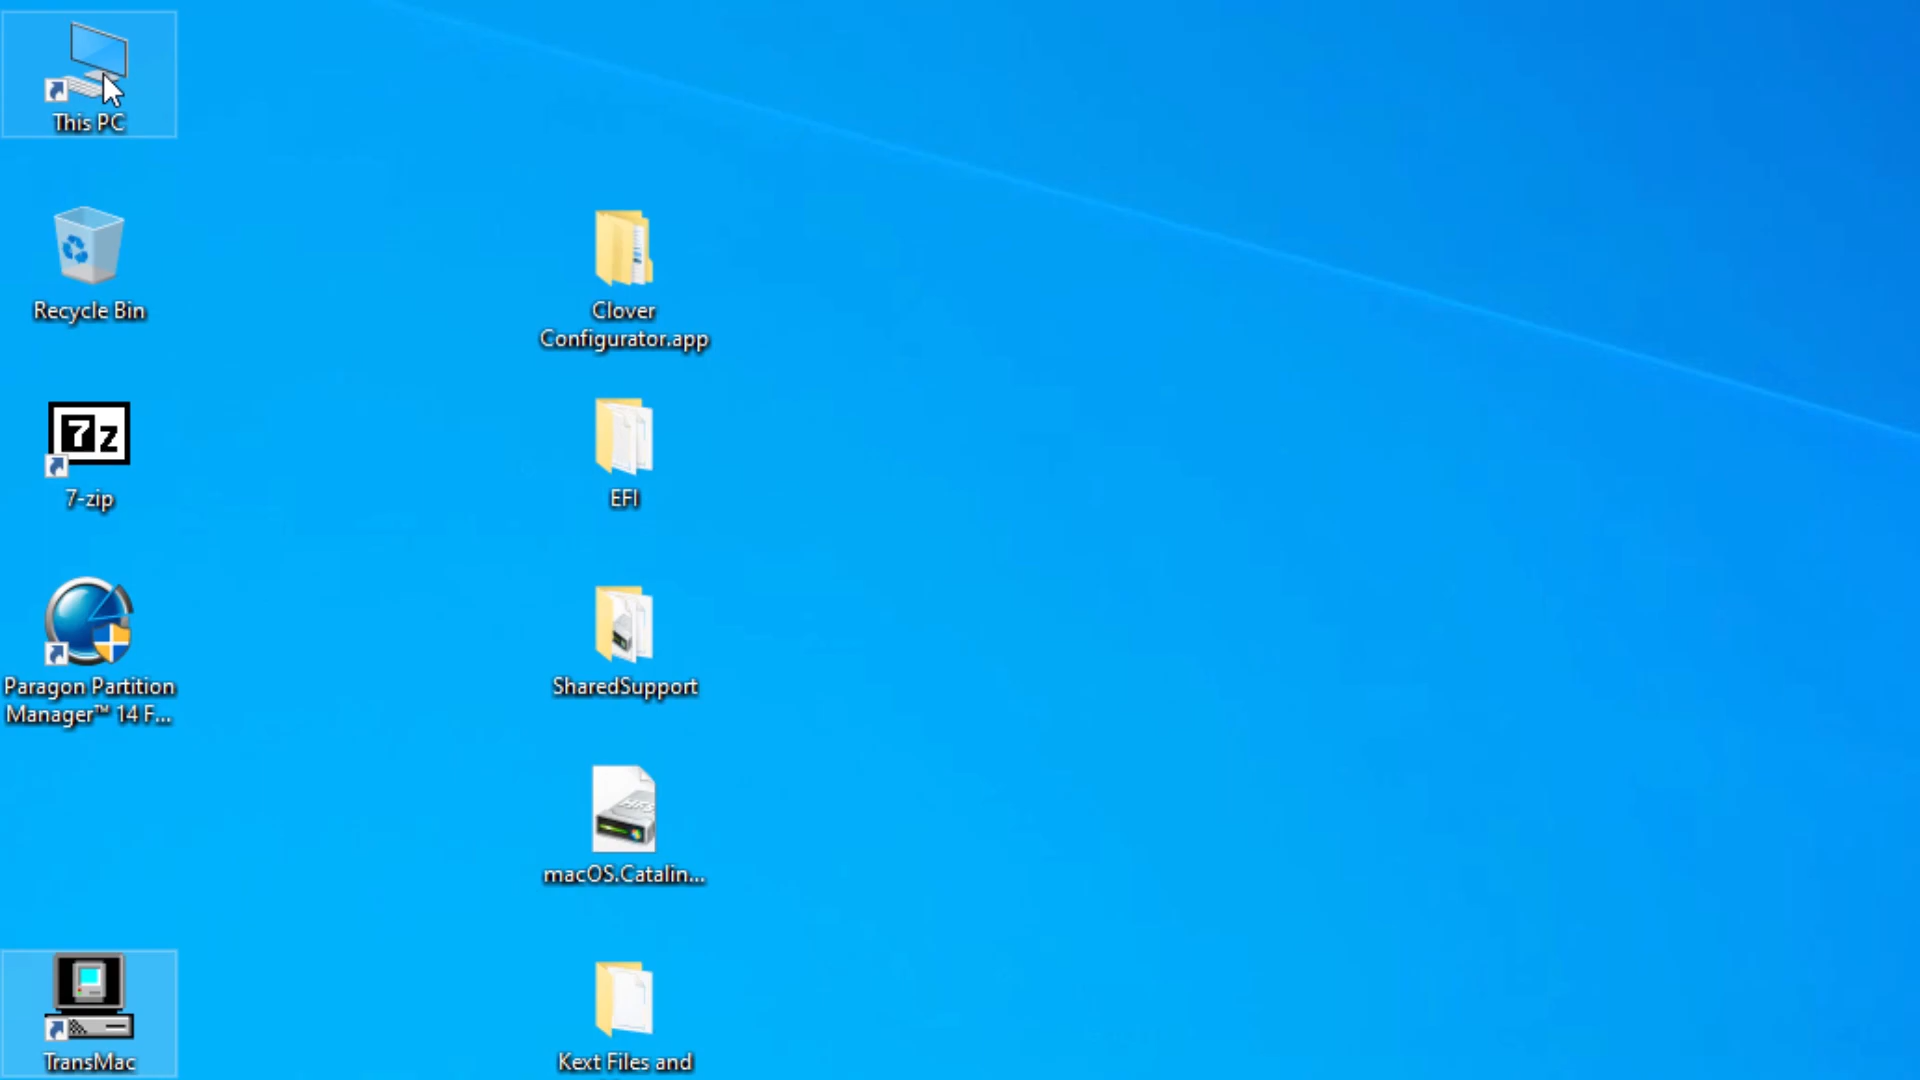 This PC
Recycle Bin
7z
7-zip
Paragon Partition
Manager™ 14 F...
TransMac
Clover
Configurator.app
EFI
SharedSupport
HFS
macOS.Catalin...
Kext Files and